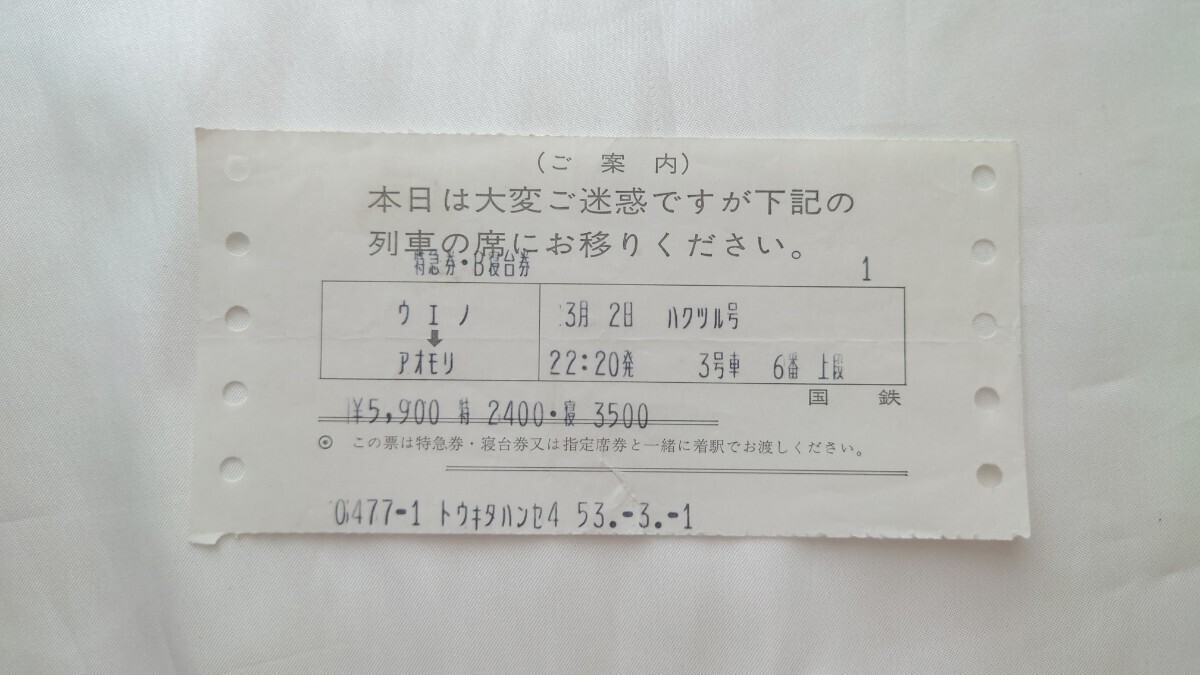 (ご案内)
本日は大変ご迷惑ですが下記の
列車の席にお移りください。
特急券・B寝台券 1
ウエノ 3月 2日 ハクツル号
➡
アオモリ 22:20発 3号車 6番 上段
国鉄
¥5,900 特 2400・寝 3500
◉ この票は特急券・寝台券又は指定席券と一緒に着駅でお渡しください。
0477-1 トウキタハンセ4 53.-3.-1